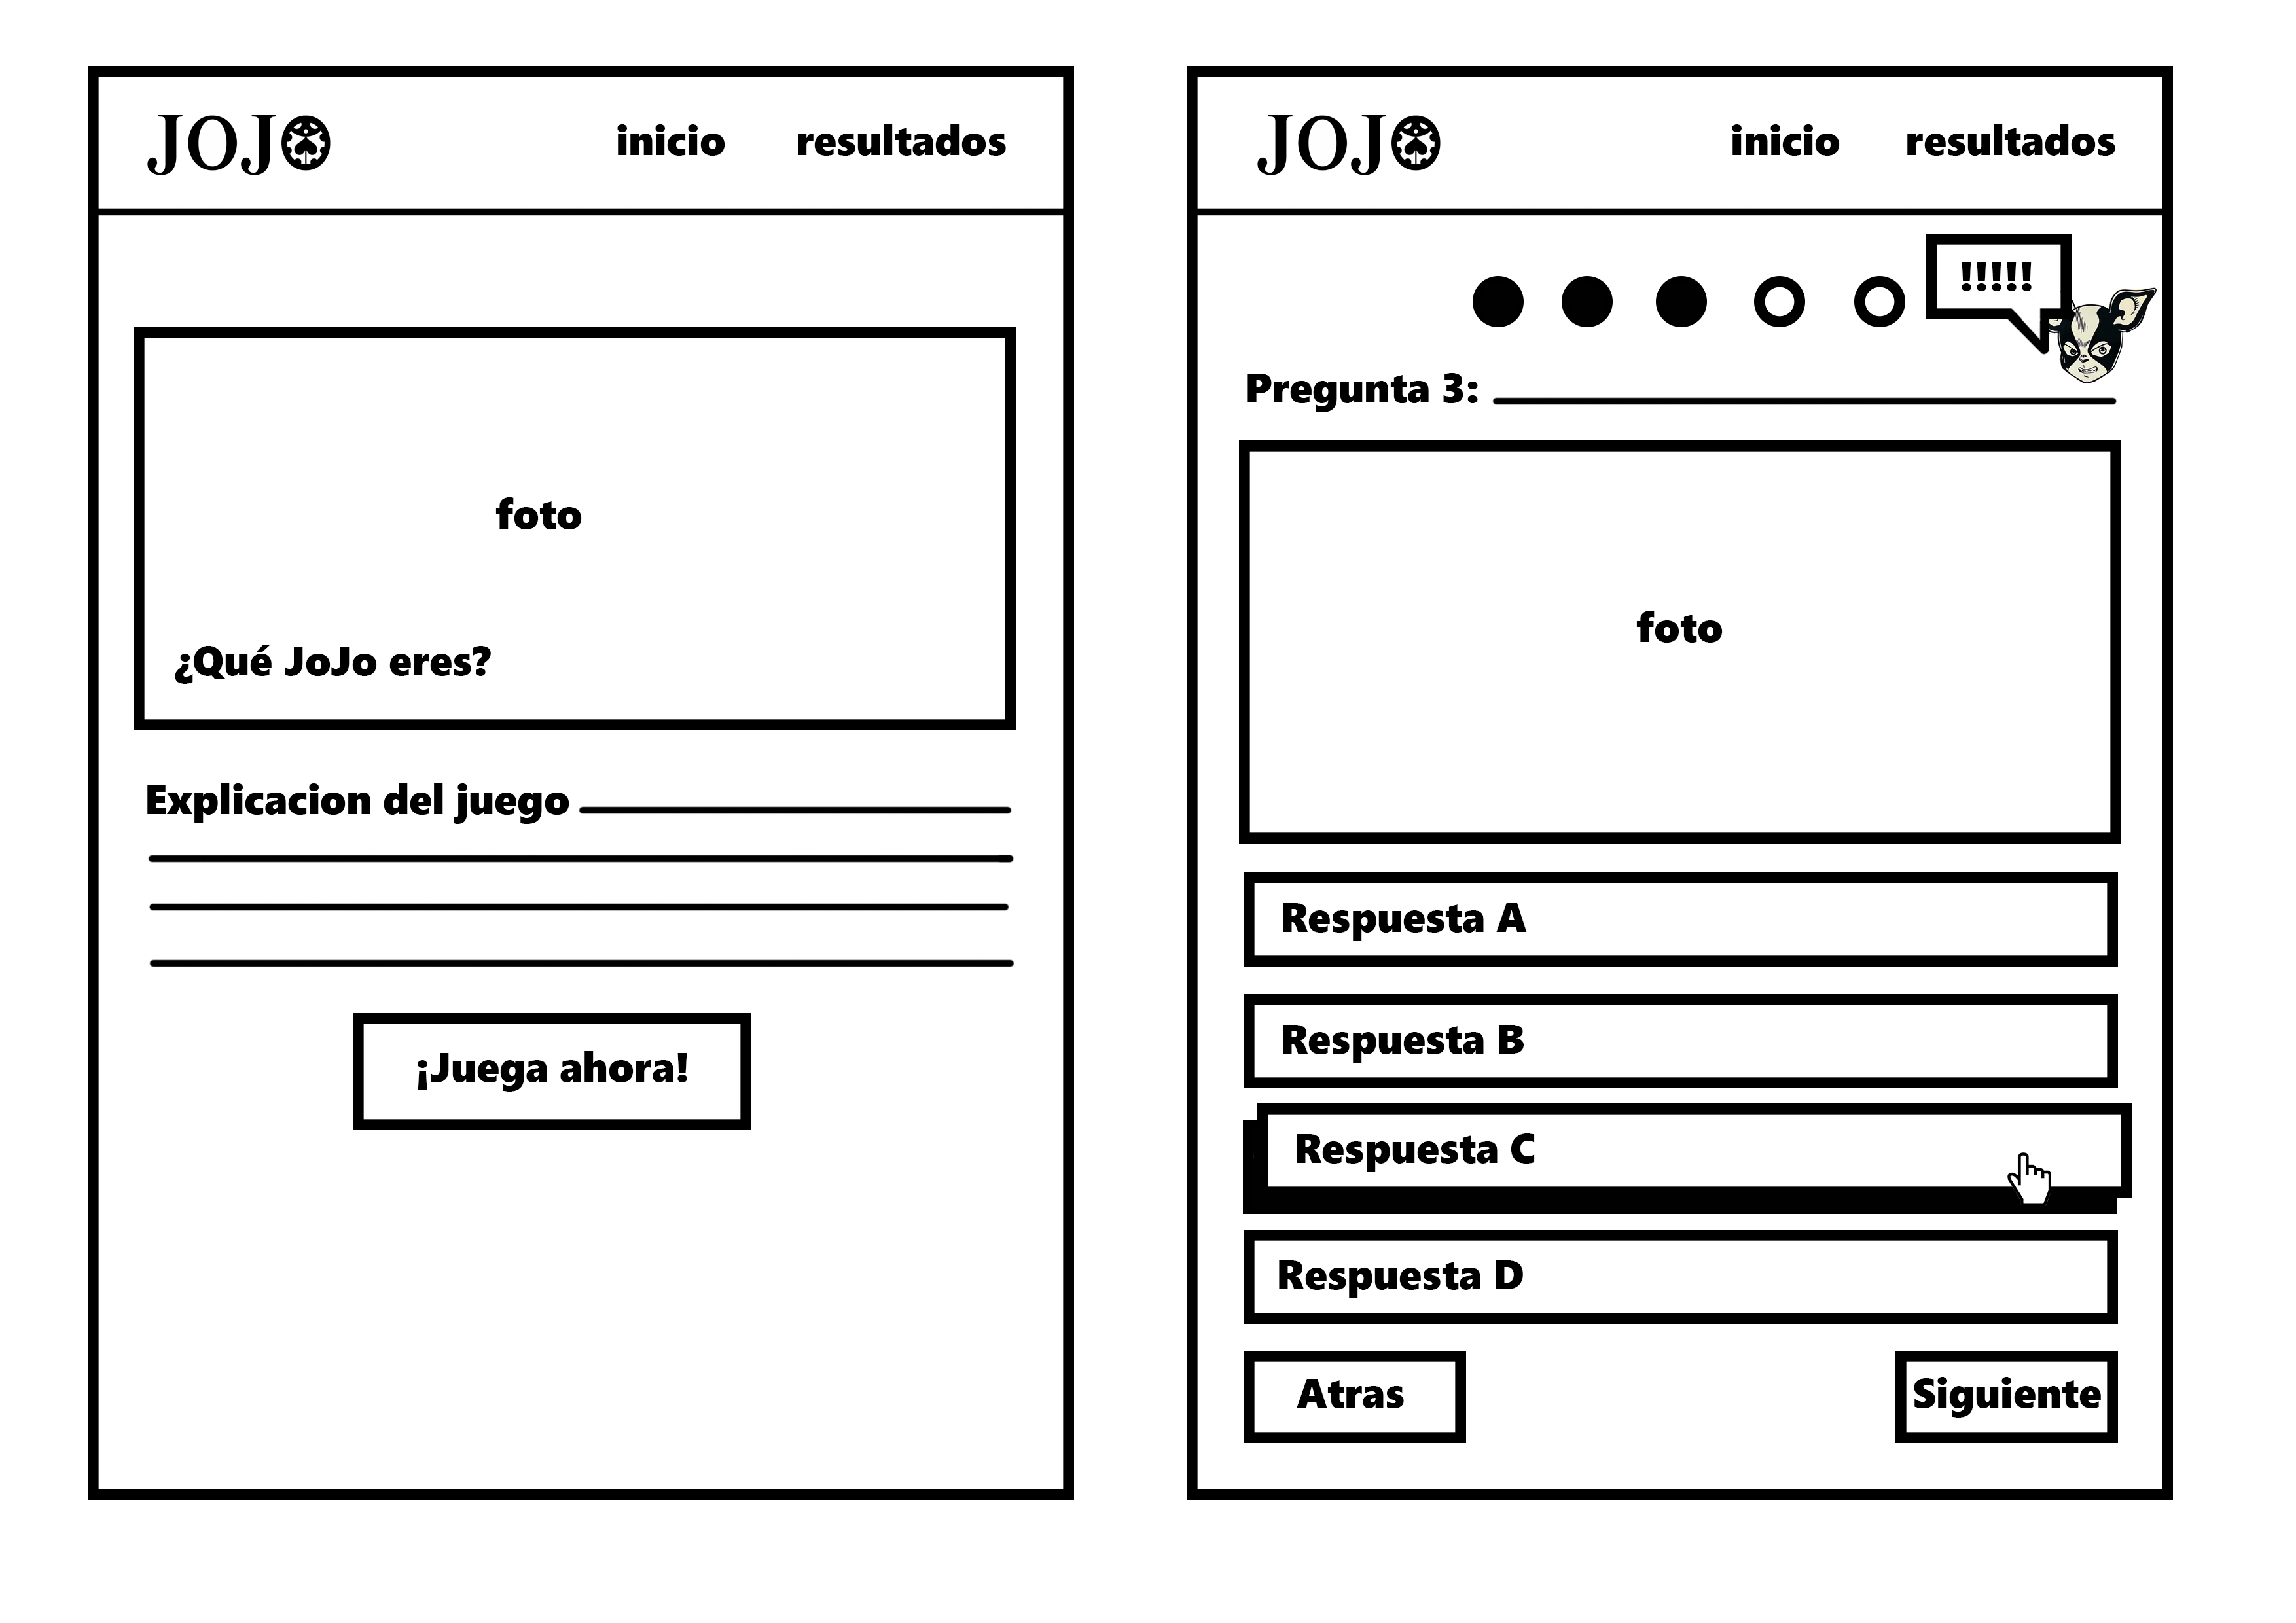 JOJO
inicio resultados
foto
¿Qué JoJo eres?
Explicacion del juego
¡Juega ahora!
JOJO
inicio resultados
!!!!!
Pregunta 3:
foto
Respuesta A
Respuesta B
Respuesta C
Respuesta D
Atras
Siguiente